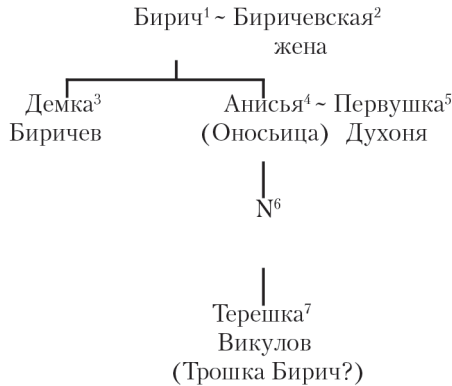 Бирич¹ ~ Биричевская²
жена
Демка³ Анисья⁴ ~ Первушка⁵
Биричев (Оносьица) Духоня
N⁶
Терешка⁷
Викулов
(Трошка Бирич?)